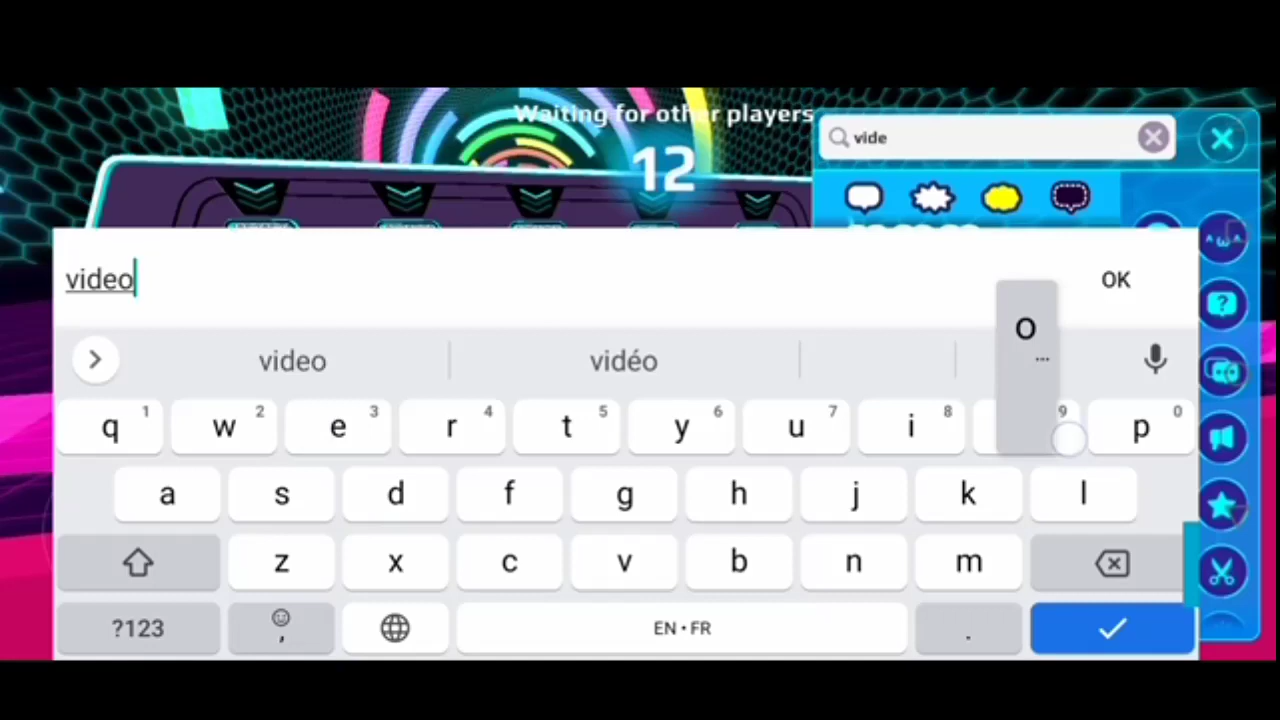 Waiting for other players
12
vide
video
OK
video vidéo
o
...
q 1 w 2 e 3 r 4 t 5 y 6 u 7 i 8 9 p 0
a s d f g h j k l
z x c v b n m
?123 , EN • FR .
^ω^
?